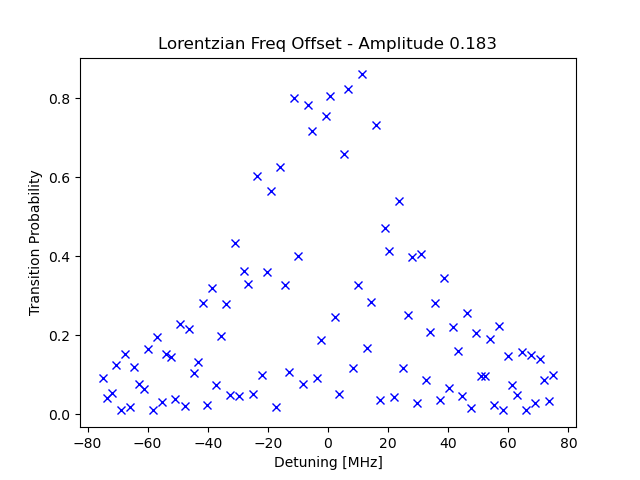 Lorentzian Freq Offset - Amplitude 0.183
Transition Probability
0.8
0.6
0.4
0.2
0.0
−80 −60 −40 −20 0 20 40 60 80
Detuning [MHz]